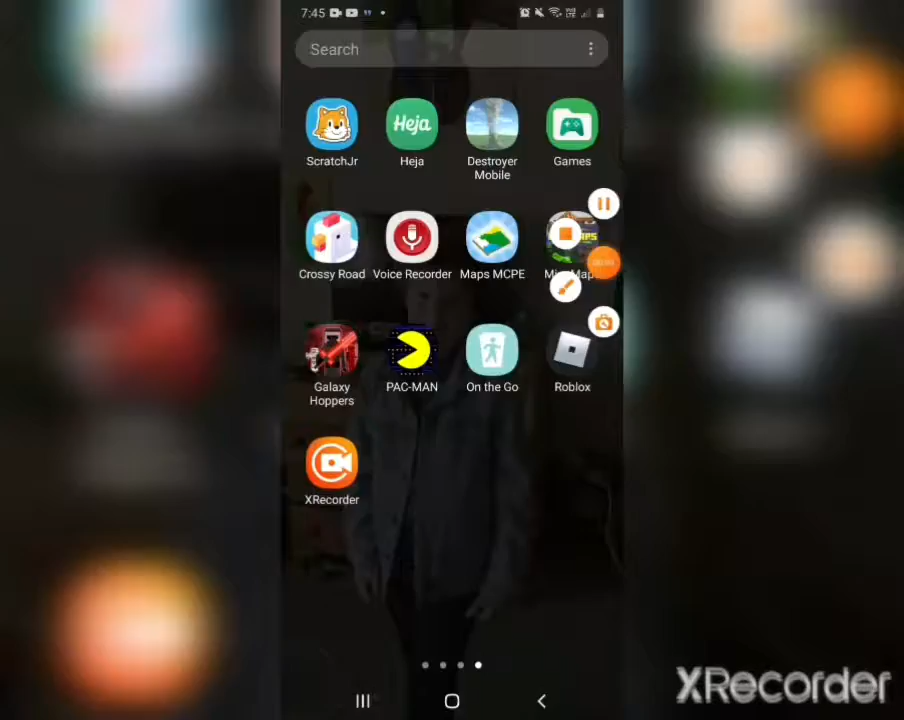 7:45
Search
Heja
ScratchJr
Heja
Destroyer
Mobile
Games
Crossy Road
Voice Recorder
Maps MCPE
Galaxy
Hoppers
PAC-MAN
On the Go
Roblox
XRecorder
XRecorder